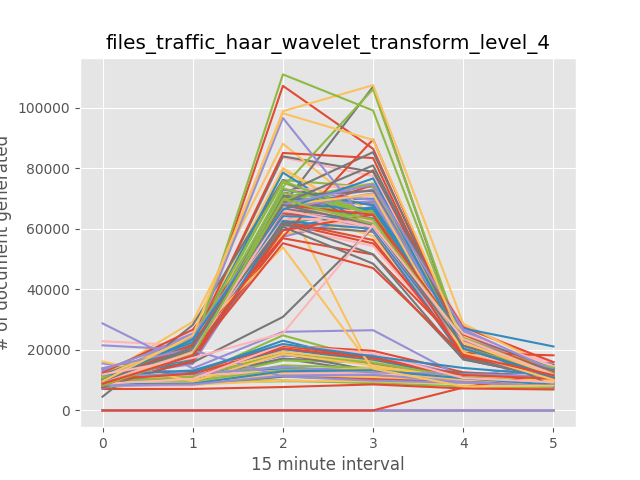 files_traffic_haar_wavelet_transform_level_4
# of document generated
100000
80000
60000
40000
20000
0
0 1 2 3 4 5
15 minute interval